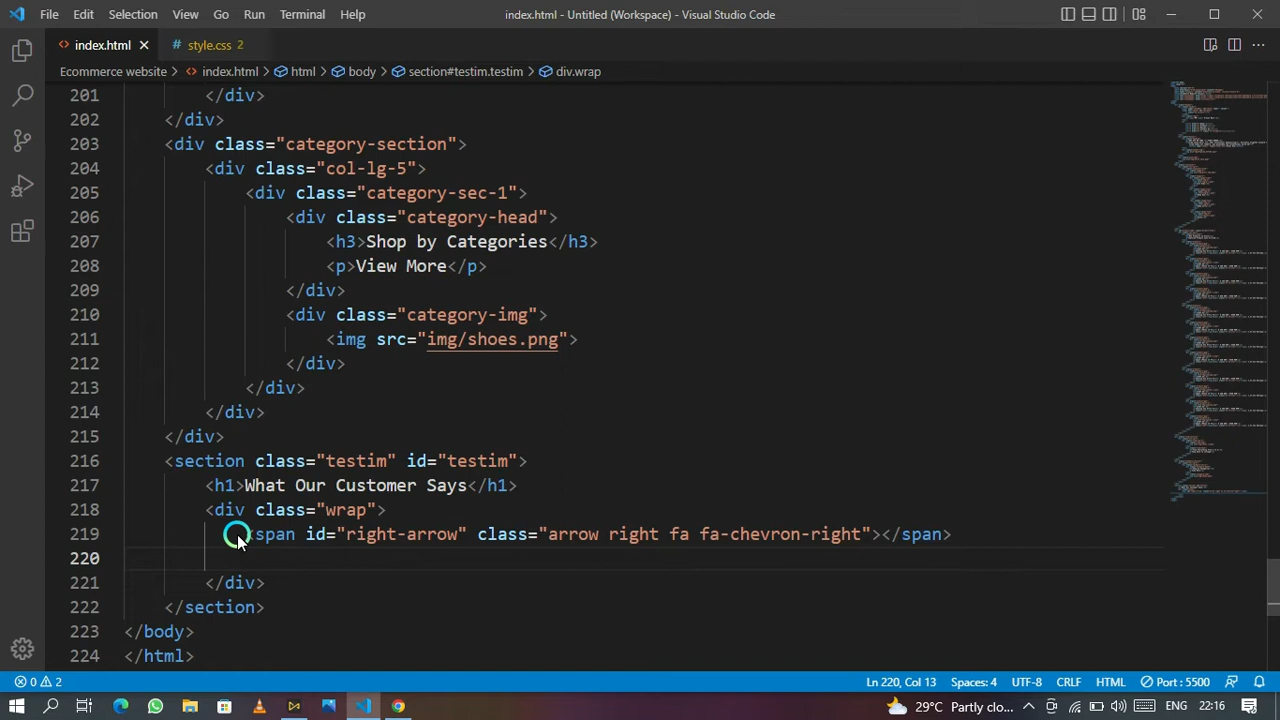 File Edit Selection View Go Run Terminal Help index.html - Untitled (Workspace) - Visual Studio Code
<> index.html × # style.css 2
Ecommerce website > <> index.html > html > body > section#testim.testim > div.wrap
201 </div>
202 </div>
203 <div class="category-section">
204 <div class="col-lg-5">
205 <div class="category-sec-1">
206 <div class="category-head">
207 <h3>Shop by Categories</h3>
208 <p>View More</p>
209 </div>
210 <div class="category-img">
211 <img src="img/shoes.png">
212 </div>
213 </div>
214 </div>
215 </div>
216 <section class="testim" id="testim">
217 <h1>What Our Customer Says</h1>
218 <div class="wrap">
219 span id="right-arrow" class="arrow right fa fa-chevron-right"></span>
220
221 </div>
222 </section>
223 </body>
224 </html>
0 2 Ln 220, Col 13 Spaces: 4 UTF-8 CRLF HTML Port : 5500
29°C Partly clo... ENG 22:16